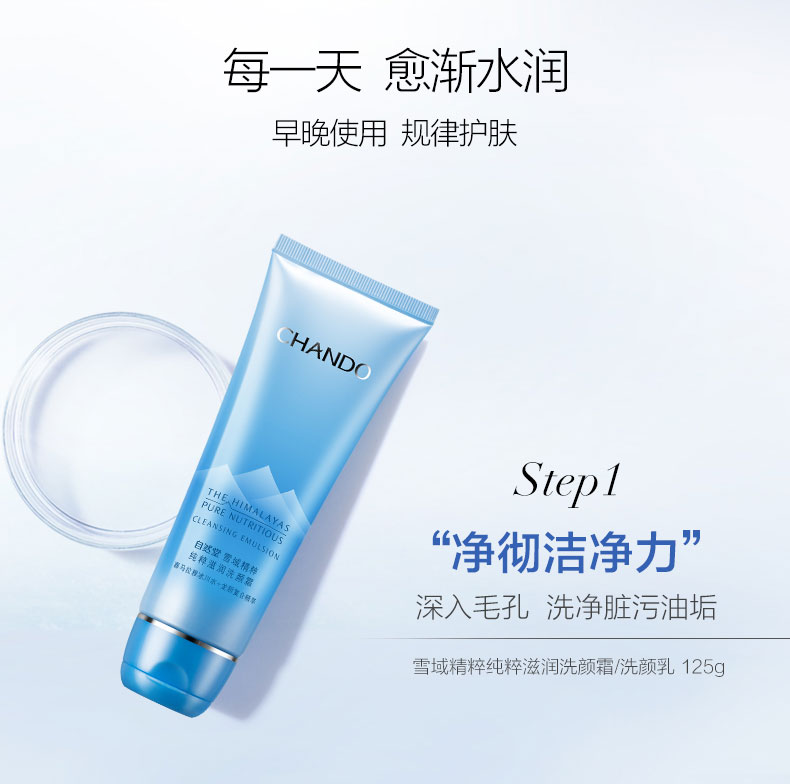 每一天 愈渐水润
早晚使用 规律护肤
CHANDO
THE HIMALAYAS
PURE NUTRITIOUS
CLEANSING EMULSION
自然堂 雪域精粹
纯粹滋润洗颜霜
Step1
“净彻洁净力”
深入毛孔 洗净脏污油垢
雪域精粹纯粹滋润洗颜霜/洗颜乳 125g